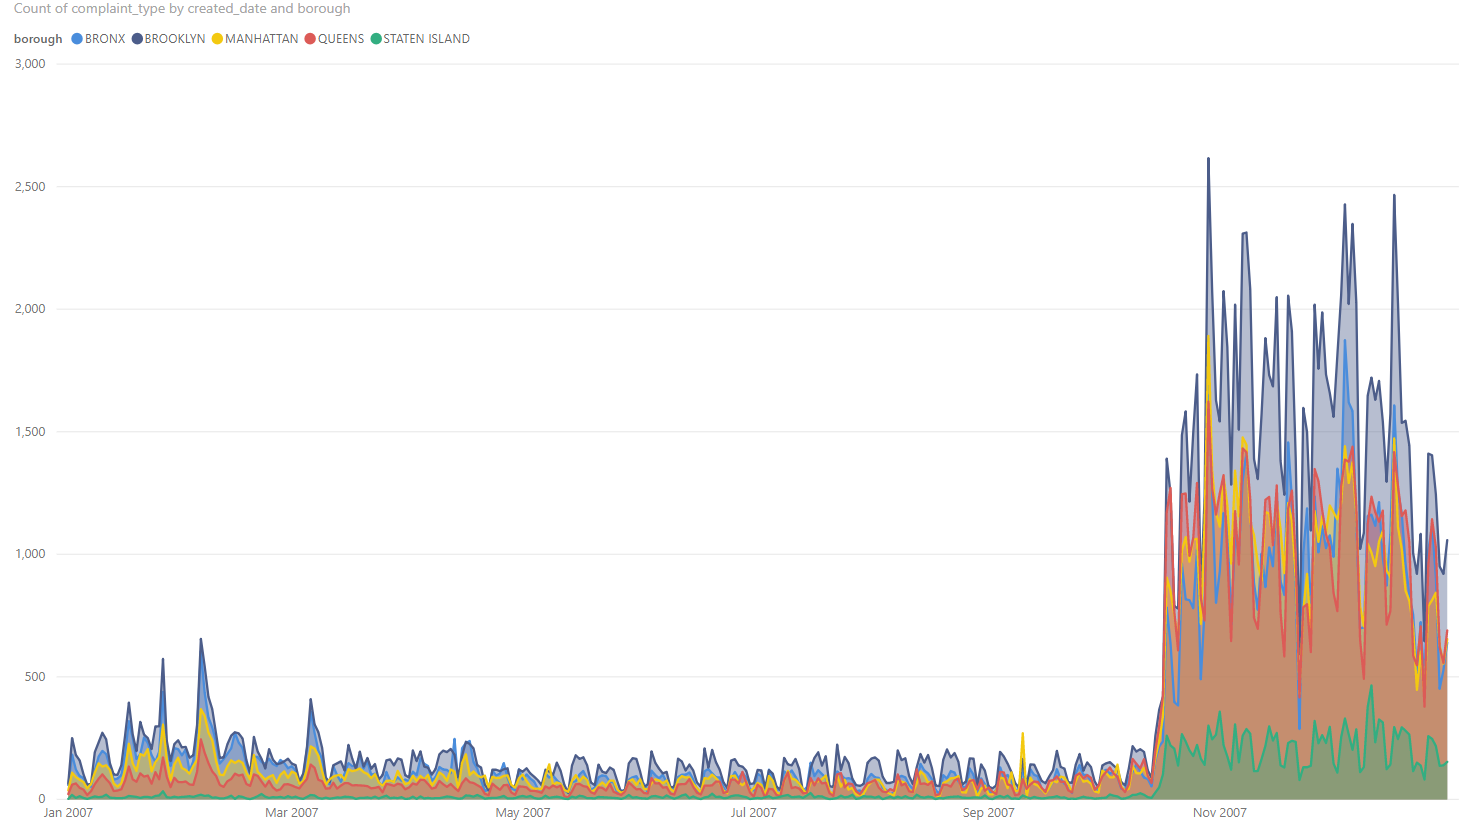 Count of complaint_type by created_date and borough
borough BRONX BROOKLYN MANHATTAN QUEENS STATEN ISLAND
3,000
2,500
2,000
1,500
1,000
500
0
Jan 2007 Mar 2007 May 2007 Jul 2007 Sep 2007 Nov 2007